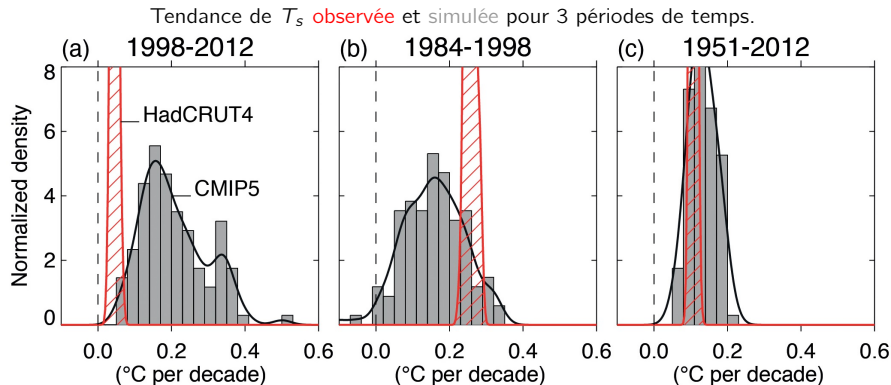 Tendance de Ts observée et simulée pour 3 périodes de temps.
(a) 1998-2012
(b) 1984-1998
(c) 1951-2012
Normalized density
8
6
4
2
0
HadCRUT4
CMIP5
0.0 0.2 0.4 0.6
0.0 0.2 0.4 0.6
0.0 0.2 0.4 0.6
(°C per decade)
(°C per decade)
(°C per decade)